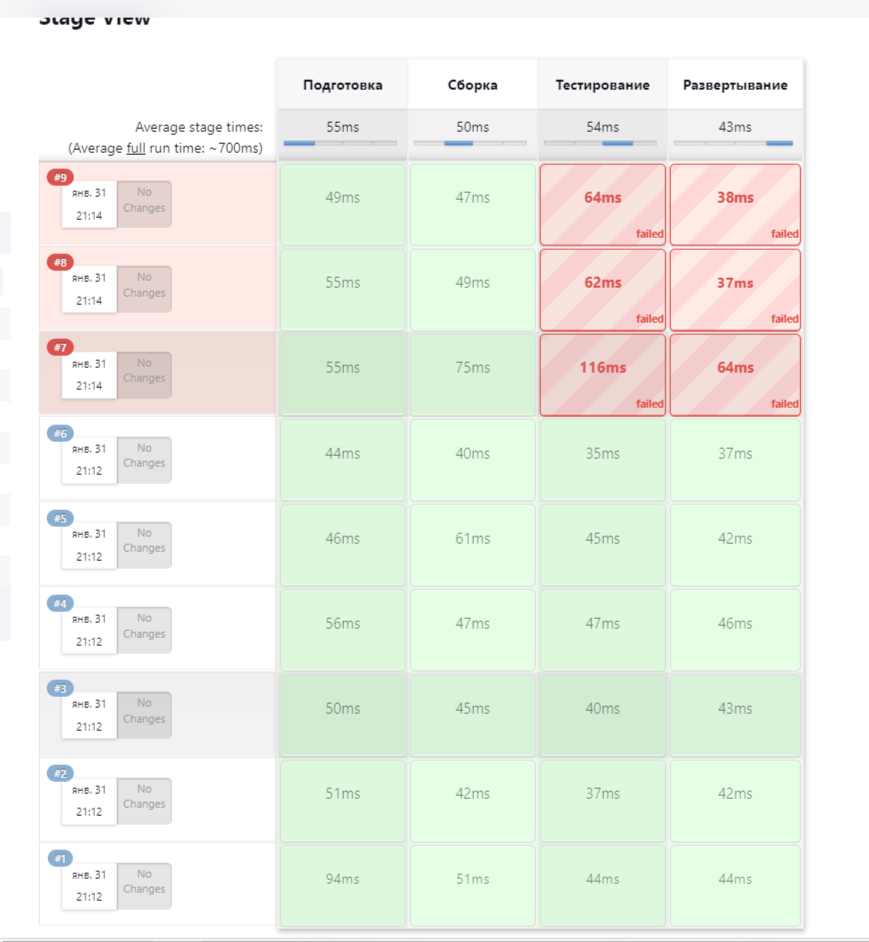 Stage View
Подготовка Сборка Тестирование Развертывание
Average stage times: 55ms 50ms 54ms 43ms
(Average full run time: ~700ms)
#9
янв. 31 No 49ms 47ms 64ms 38ms
21:14 Changes
failed failed
#8
янв. 31 No 55ms 49ms 62ms 37ms
21:14 Changes
failed failed
#7
янв. 31 No 55ms 75ms 116ms 64ms
21:14 Changes
failed failed
#6
янв. 31 No 44ms 40ms 35ms 37ms
21:12 Changes
#5
янв. 31 No 46ms 61ms 45ms 42ms
21:12 Changes
#4
янв. 31 No 56ms 47ms 47ms 46ms
21:12 Changes
#3
янв. 31 No 50ms 45ms 40ms 43ms
21:12 Changes
#2
янв. 31 No 51ms 42ms 37ms 42ms
21:12 Changes
#1
янв. 31 No 94ms 51ms 44ms 44ms
21:12 Changes